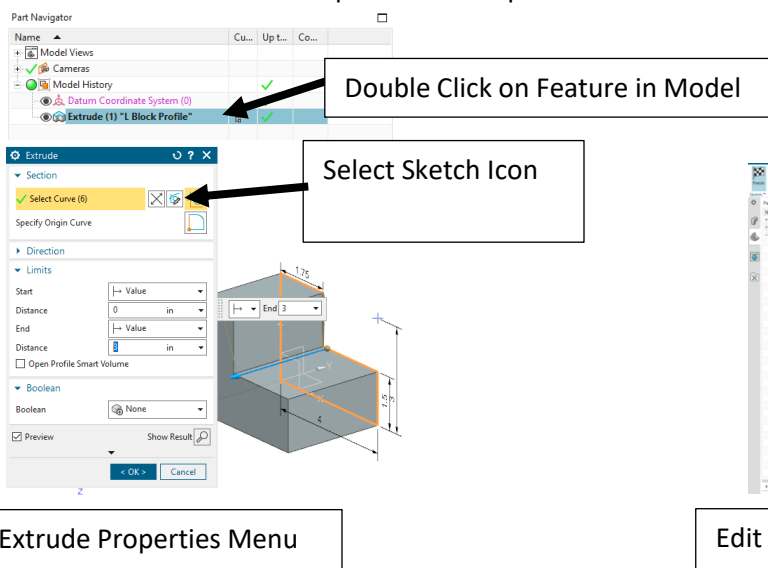 Part Navigator
Name Cu... Up t... Co...
Model Views
Cameras
Model History
Datum Coordinate System (0)
Extrude (1) "L Block Profile"
Double Click on Feature in Model
Extrude
Section
Select Curve (6)
Select Sketch Icon
Specify Origin Curve
Direction
Limits
Start Value
Distance 0 in
End Value
Distance 3 in
Open Profile Smart Volume
Boolean
Boolean None
Preview Show Result
< OK > Cancel
End 3
1.75
Y
X
4
1.5
3
Z
Extrude Properties Menu
Edit